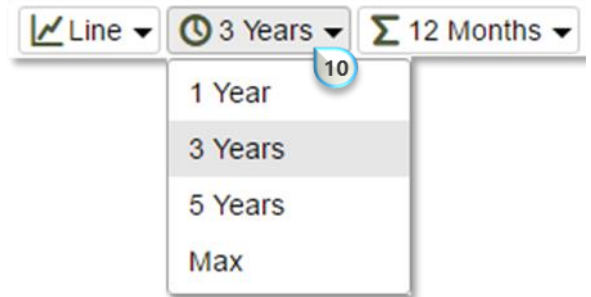 Line 3 Years 12 Months
10
1 Year
3 Years
5 Years
Max